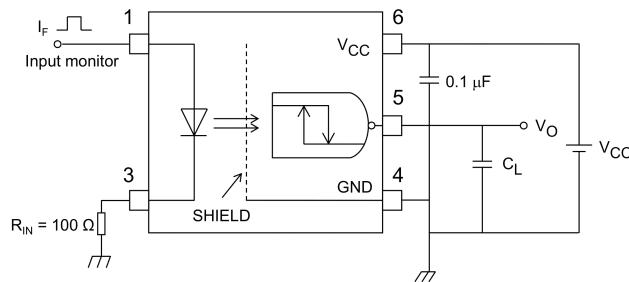 I_F
1
Input monitor
6
V_CC
0.1 μF
5
V_O
V_CC
C_L
3
4
GND
SHIELD
R_IN = 100 Ω